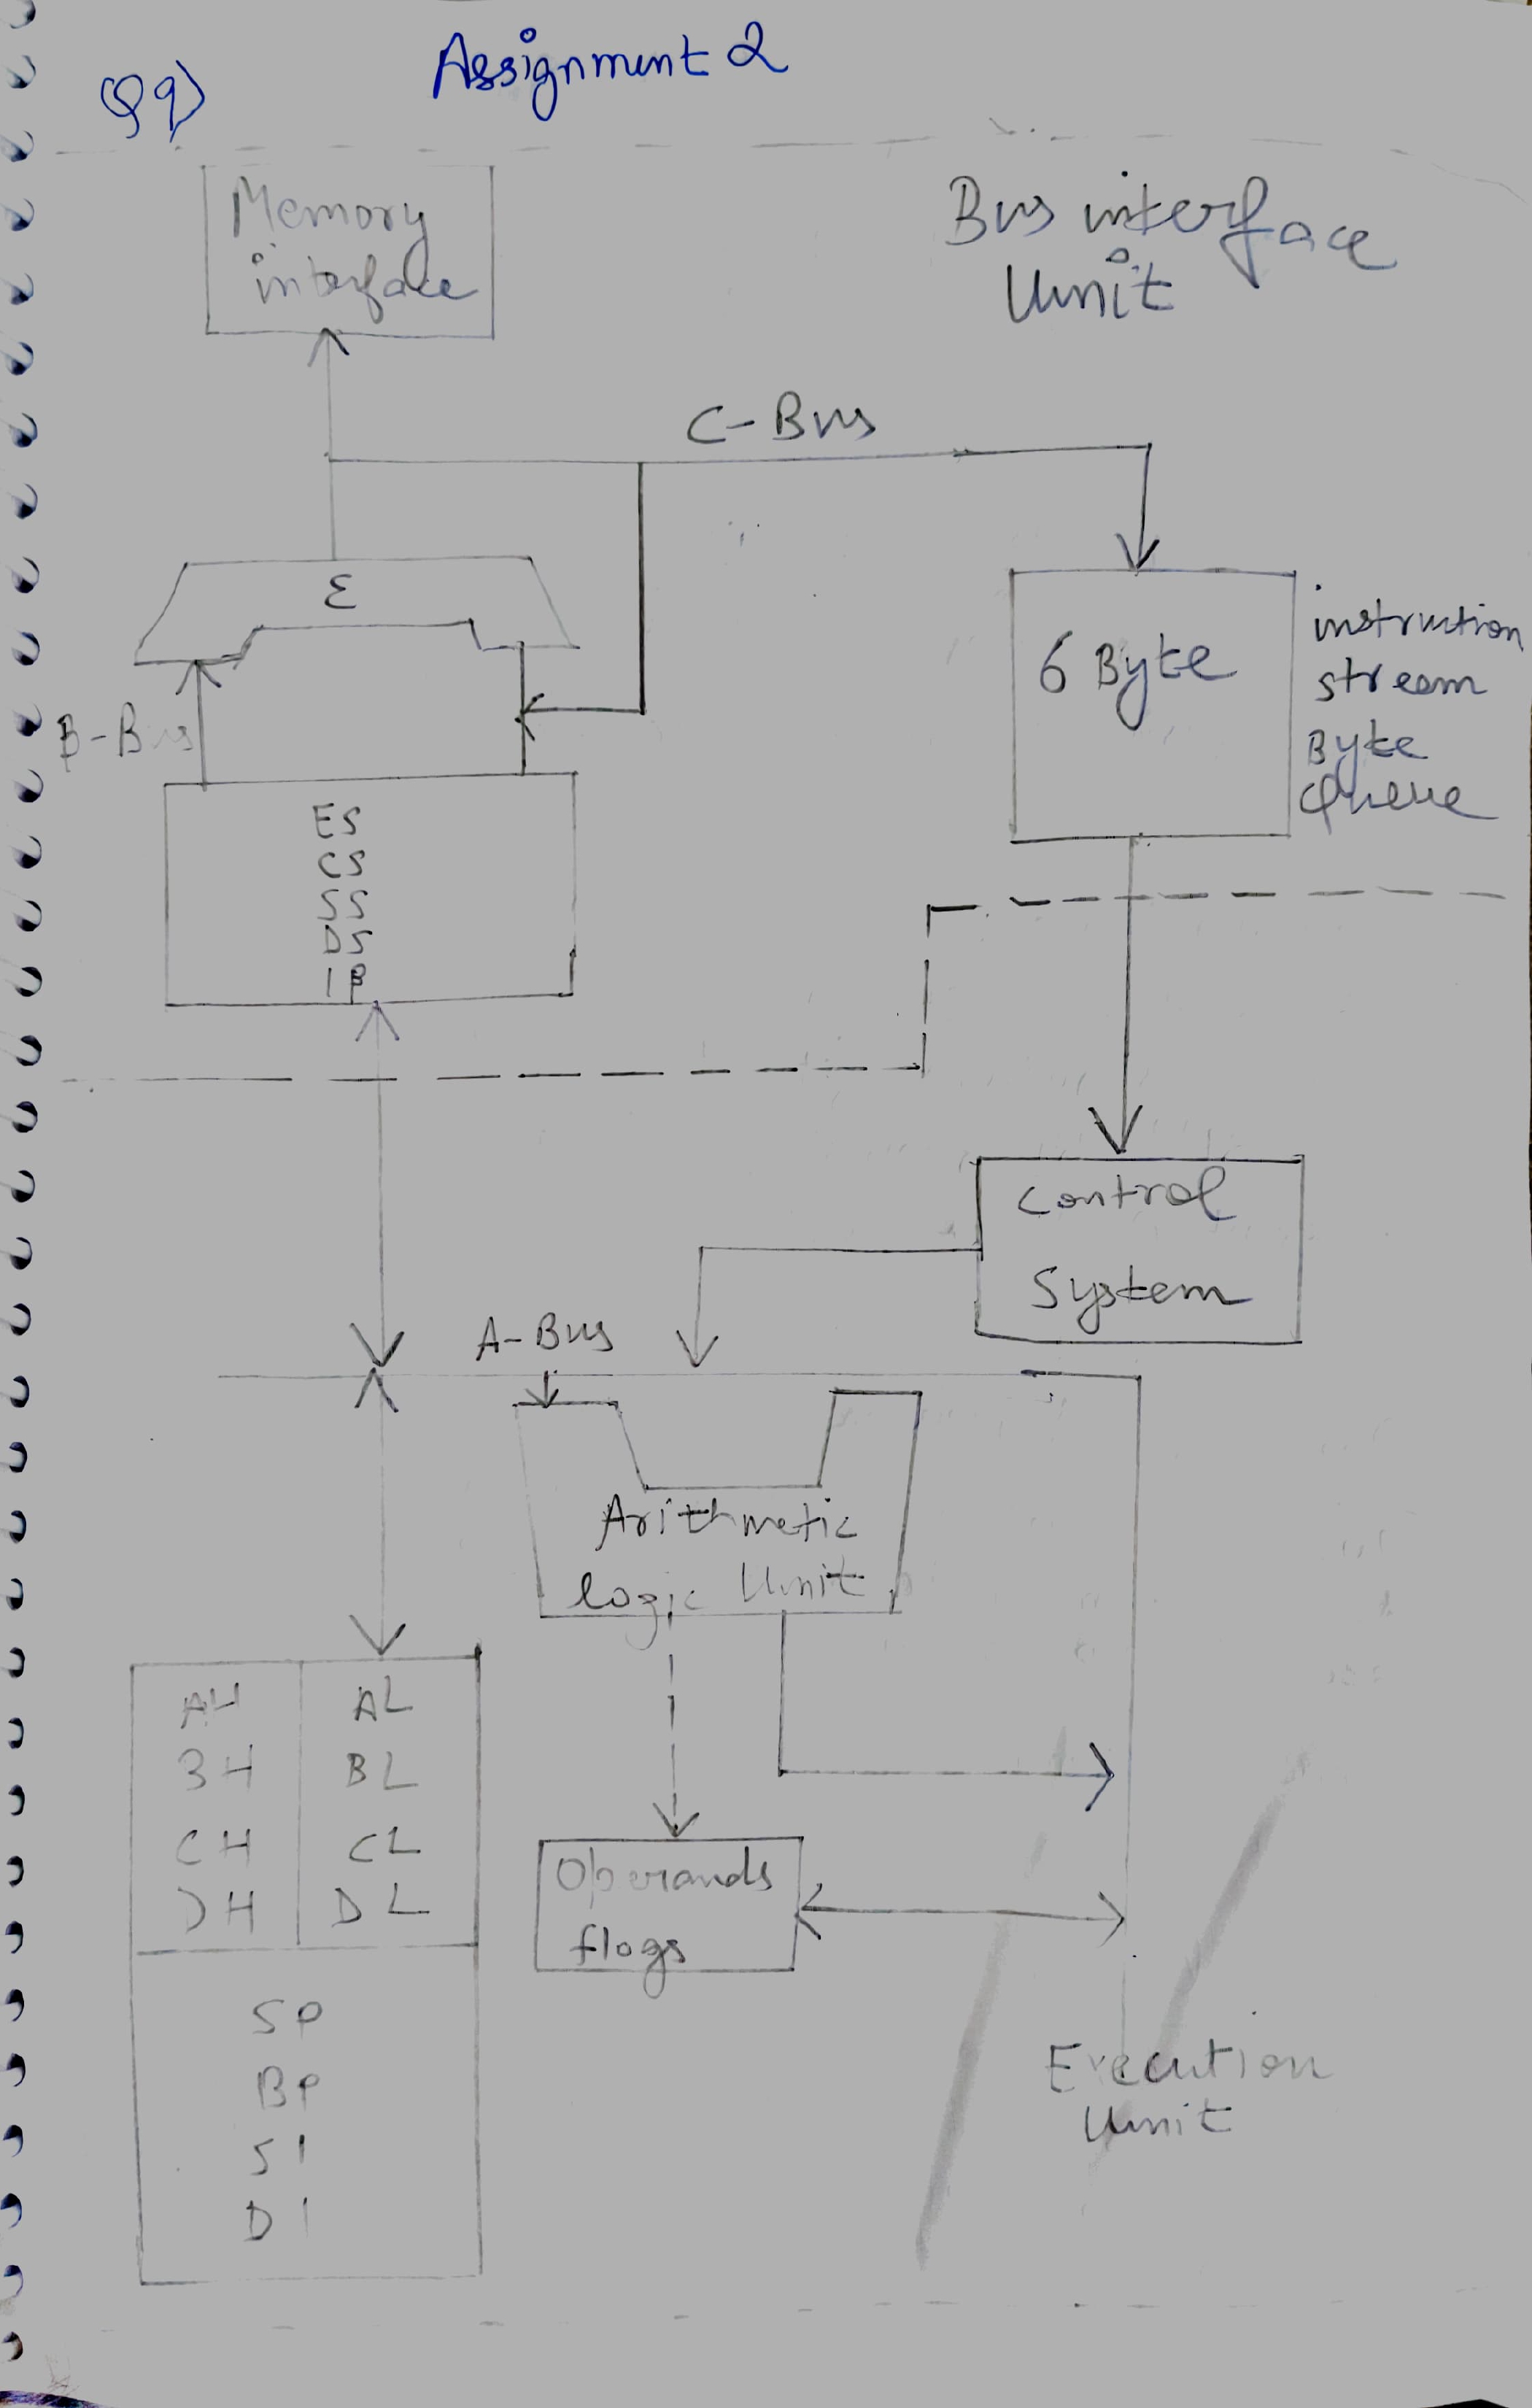 Assignment 2
Q9)
Memory
interface
Bus interface
Unit
C-Bus
Ɛ
B-Bus
6 Byte
instruction
stream
Byte
Queue
ES
CS
SS
DS
IP
Control
System
A-Bus
Arithmetic
logic Unit
AH AL
BH BL
CH CL
DH DL
Operands
flags
SP
BP
SI
DI
Execution
Unit